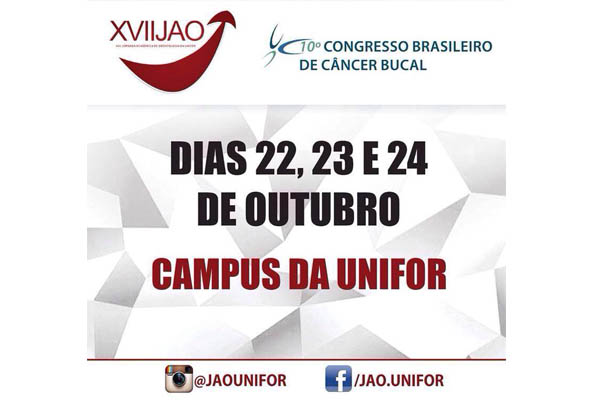 XVIIJAO
10º CONGRESSO BRASILEIRO
DE CÂNCER BUCAL
DIAS 22, 23 E 24
DE OUTUBRO
CAMPUS DA UNIFOR
@JAOUNIFOR
f/JAO.UNIFOR